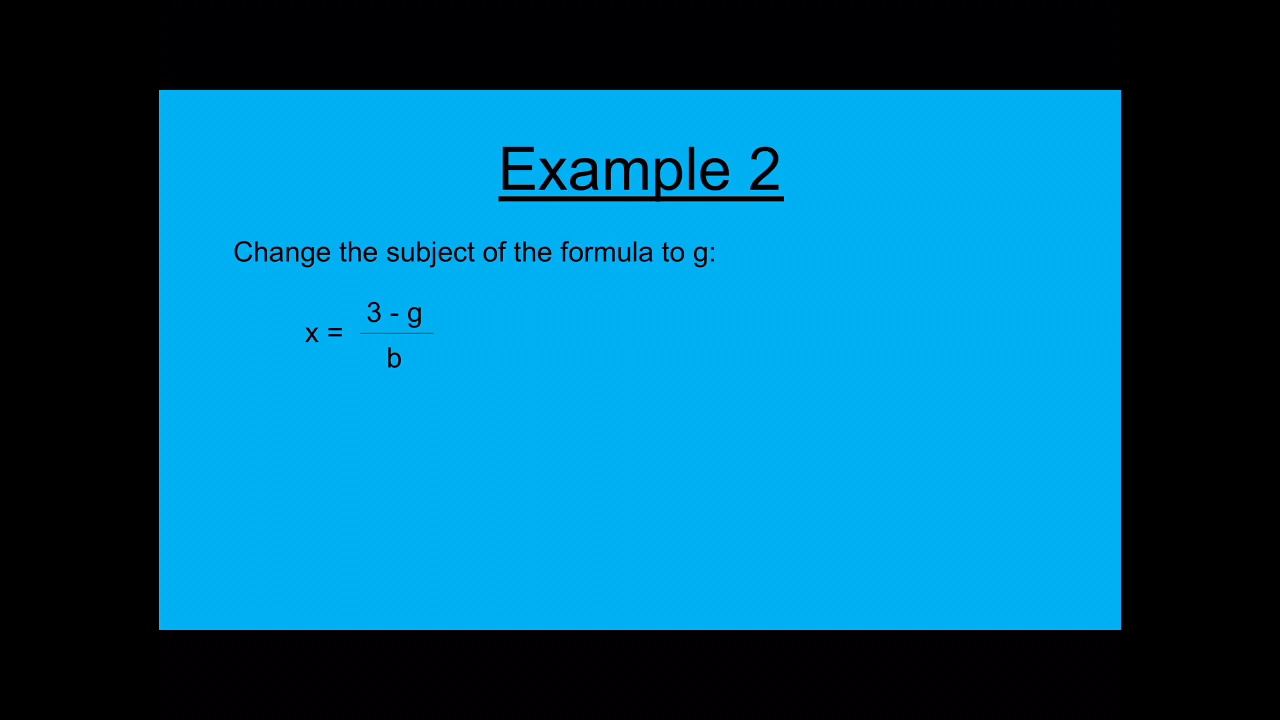 Example 2
Change the subject of the formula to g:
x = 3 - g
b